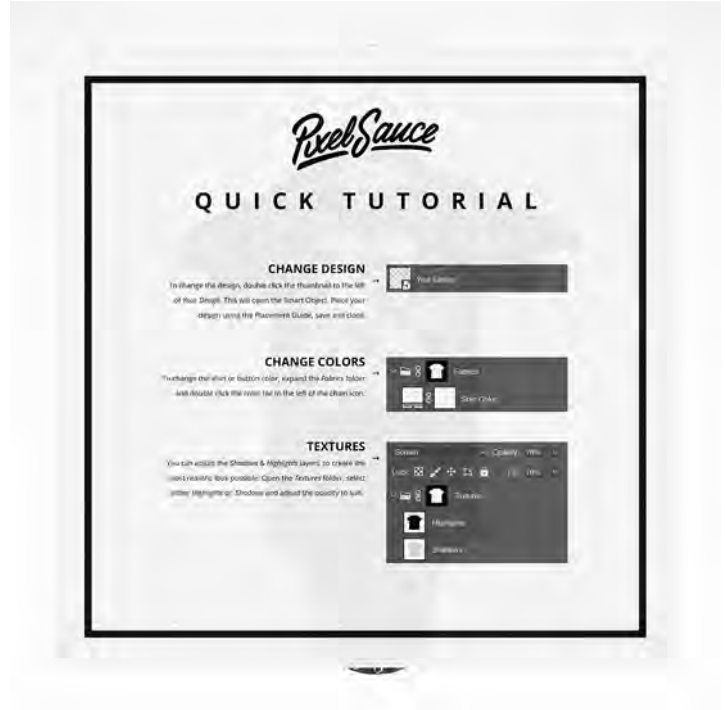 PixelSauce
QUICK TUTORIAL
CHANGE DESIGN
To change the design, double click the thumbnail to the left
of Your Design. This will open the Smart Object. Place your
design using the Placement Guide, save and close.
Your Design
CHANGE COLORS
To change the shirt or button color, expand the Fabrics folder
and double click the color tile to the left of the chain icon.
Fabrics
Shirt Color
TEXTURES
You can adjust the Shadows & Highlights layers, to create the
most realistic look possible. Open the Textures folder, select
either Highlights or Shadows and adjust the opacity to suit.
Screen Opacity: 70%
Lock:
Textures
Highlights
Shadows